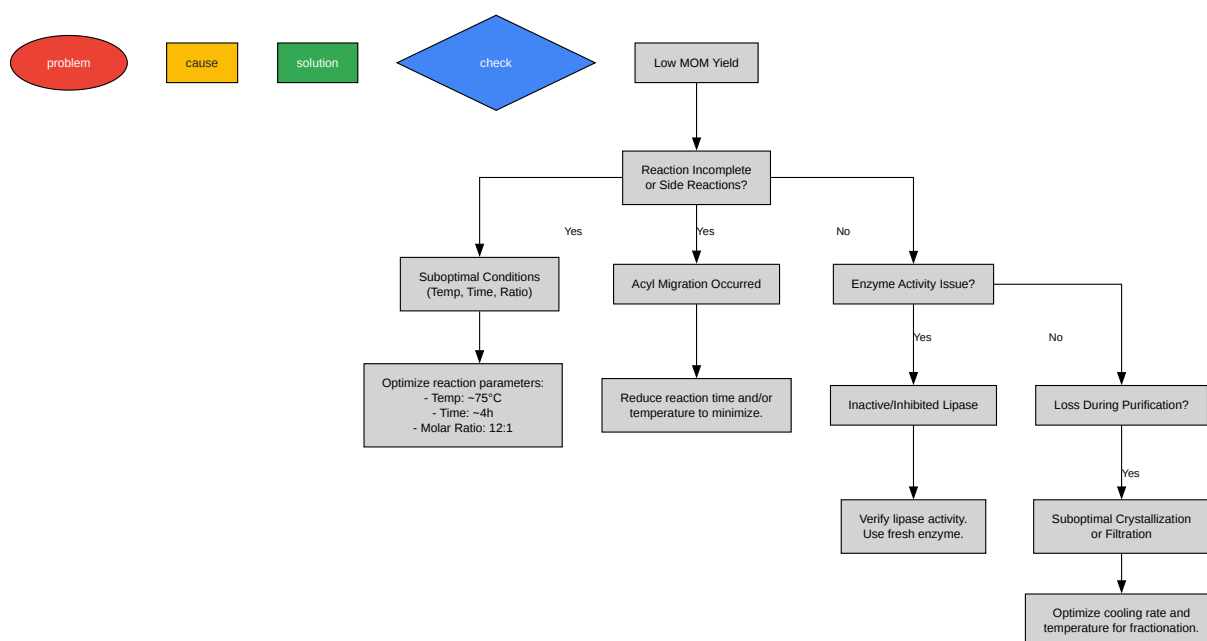 problem
cause
solution
check
Low MOM Yield
Reaction Incomplete
or Side Reactions?
Yes
Yes
No
Suboptimal Conditions
(Temp, Time, Ratio)
Acyl Migration Occurred
Enzyme Activity Issue?
Yes
No
Optimize reaction parameters:
- Temp: ~75°C
- Time: ~4h
- Molar Ratio: 12:1
Reduce reaction time and/or
temperature to minimize.
Inactive/Inhibited Lipase
Loss During Purification?
Yes
Verify lipase activity.
Use fresh enzyme.
Suboptimal Crystallization
or Filtration
Optimize cooling rate and
temperature for fractionation.